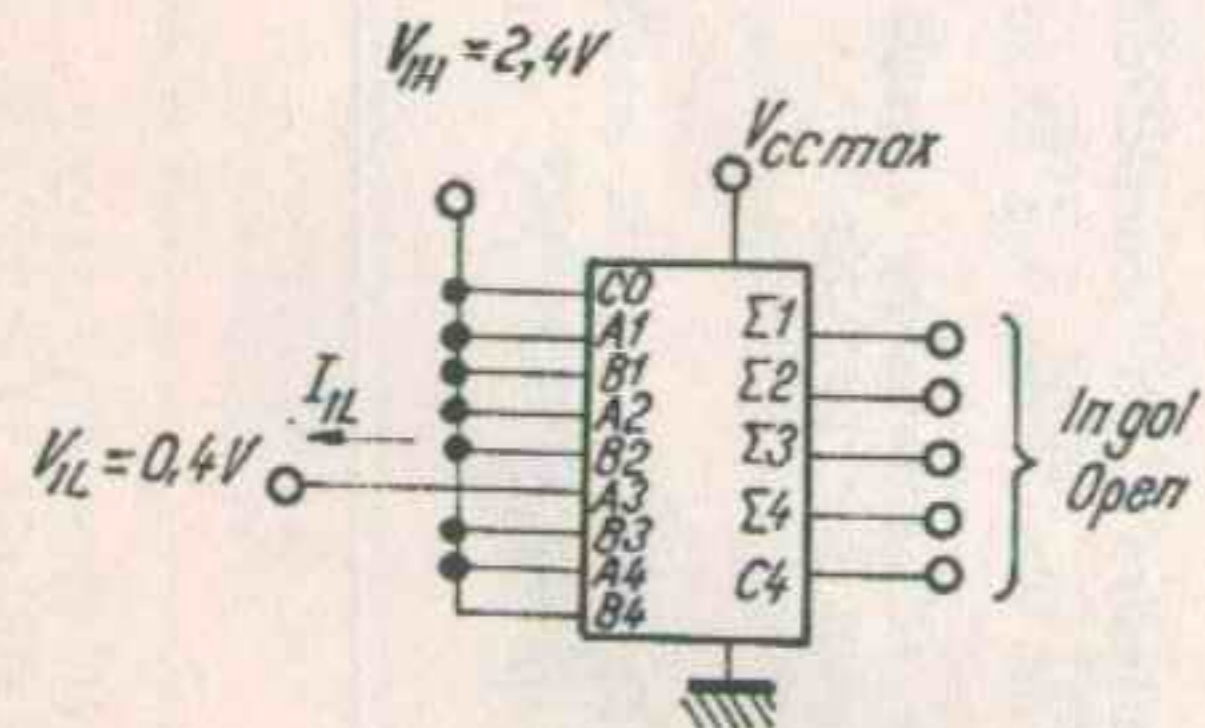 V_IH = 2,4V
V_CC max
C0
A1
B1
A2
B2
A3
B3
A4
B4
Σ1
Σ2
Σ3
Σ4
C4
I_IL
V_IL = 0,4V
In gol
Open